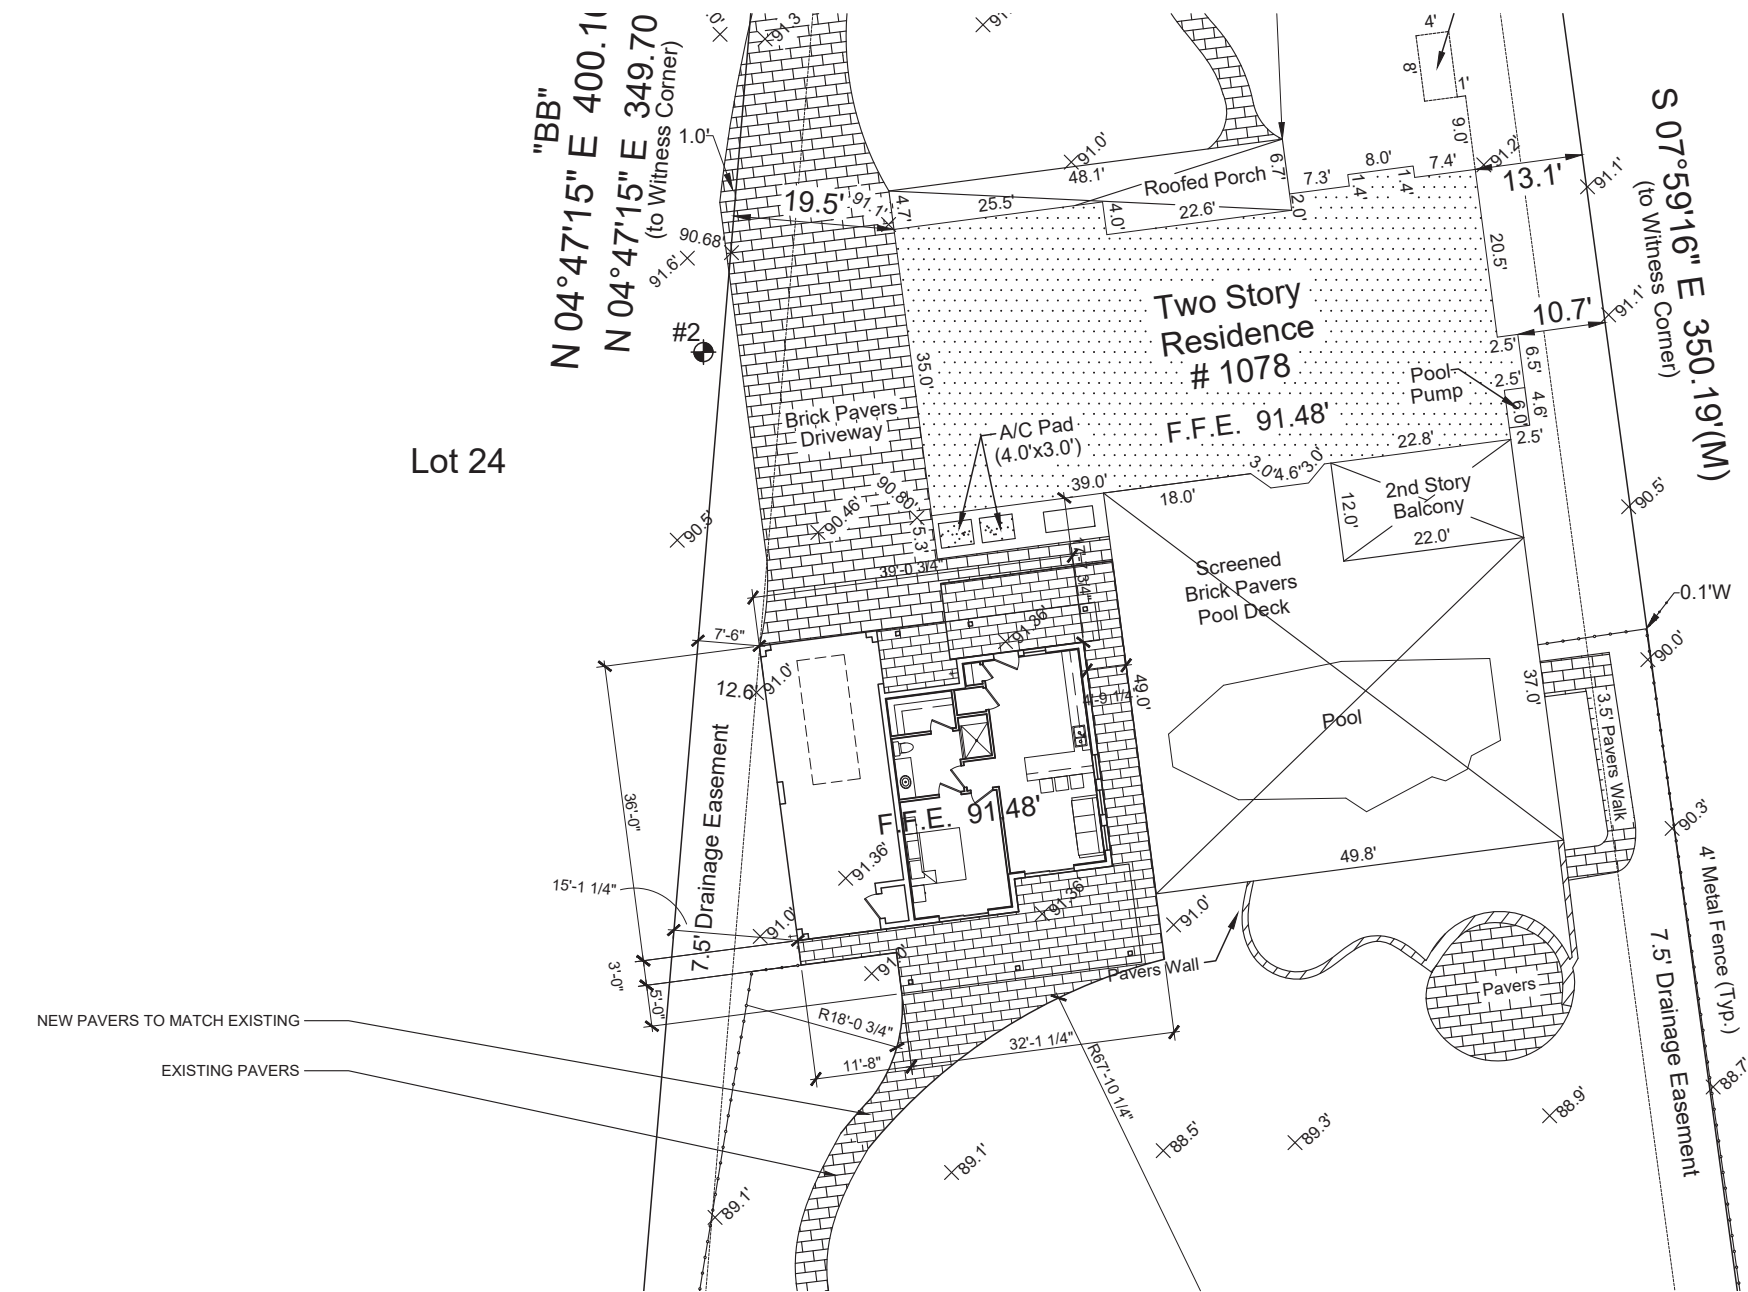 "BB"
N 04°47'15" E 400.1
N 04°47'15" E 349.70
(to Witness Corner)
91.3
91.
4'
8'
1'
9.0'
S 07°59'16" E 350.19'(M)
(to Witness Corner)
1.0'
19.5'
91.1'
4.7'
91.0'
48.1'
Roofed Porch
25.5'
4.0'
22.6'
6.7'
2.0'
7.3'
1.4'
8.0'
1.4'
7.4'
91.2'
13.1'
91.1'
90.68'
91.6'
#2
20.5'
10.7'
91.1'
Two Story
Residence
# 1078
F.F.E. 91.48'
35.0'
Brick Pavers
Driveway
A/C Pad
(4.0'x3.0')
Pool
Pump
2.5'
6.5'
2.5'
4.6'
6.0'
2.5'
22.8'
3.0'
4.6'
3.0'
Lot 24
39.0'
18.0'
12.0'
2nd Story
Balcony
22.0'
90.5'
90.5'
90.80'
90.46'
5.3'
39'-0 3/4"
Screened
Brick Pavers
Pool Deck
0.1'W
90.0'
7'-6"
91.36'
12.6'
91.0'
4'-9 1/4"
49.0'
37.0'
3.5' Pavers Walk
Pool
7.5' Drainage Easement
36'-0"
F.F.E. 91.48'
91.36'
49.8'
90.3'
4' Metal Fence (Typ.)
15'-1 1/4"
91.0'
91.36'
91.0'
91.0'
3'-0"
5'-0"
Pavers Wall
Pavers
7.5' Drainage Easement
NEW PAVERS TO MATCH EXISTING
R18'-0 3/4"
32'-1 1/4"
11'-8"
R67'-10 1/4"
EXISTING PAVERS
88.7'
88.9'
89.3'
88.5'
89.1'
89.1'